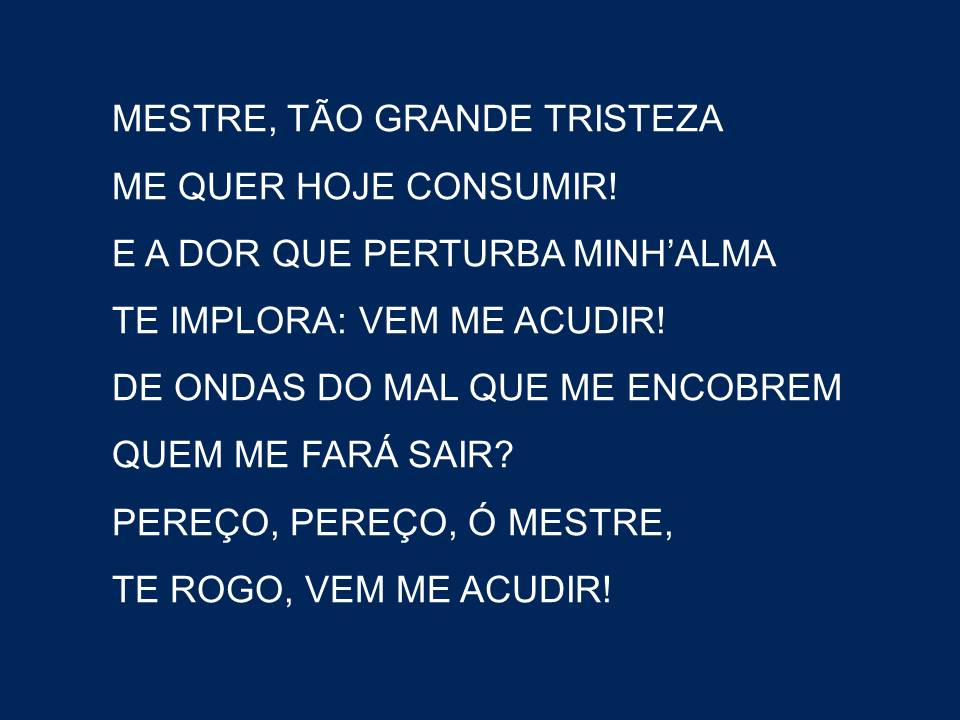 MESTRE, TÃO GRANDE TRISTEZA
ME QUER HOJE CONSUMIR!
E A DOR QUE PERTURBA MINH’ALMA
TE IMPLORA: VEM ME ACUDIR!
DE ONDAS DO MAL QUE ME ENCOBREM
QUEM ME FARÁ SAIR?
PEREÇO, PEREÇO, Ó MESTRE,
TE ROGO, VEM ME ACUDIR!